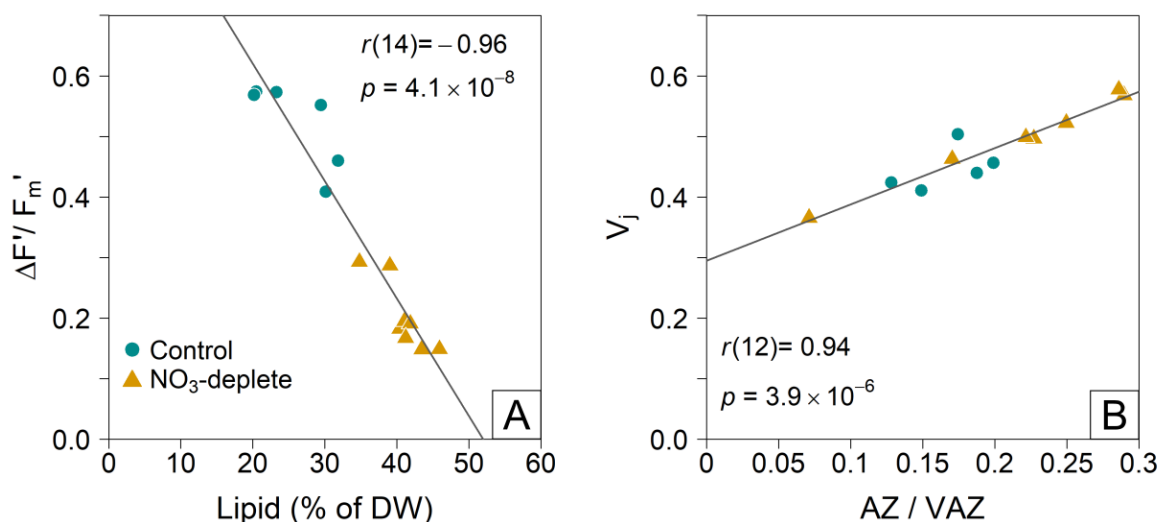 r(14)= −0.96
p = 4.1 × 10⁻⁸
0.6
0.4
0.2
0.0
ΔF'/ Fₘ'
Control
NO₃-deplete
A
0 10 20 30 40 50 60
Lipid (% of DW)
0.6
0.4
0.2
0.0
Vⱼ
r(12)= 0.94
p = 3.9 × 10⁻⁶
B
0 0.05 0.1 0.15 0.2 0.25 0.3
AZ / VAZ